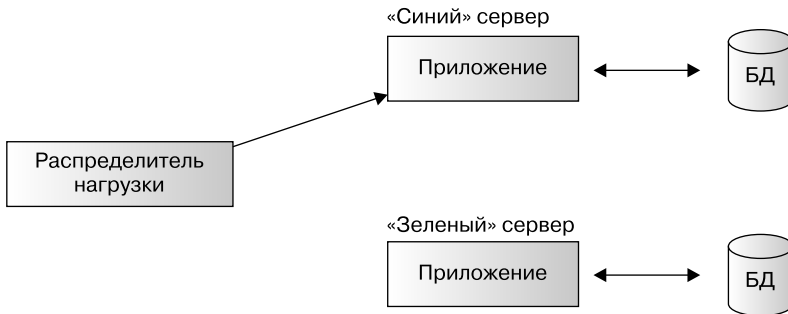 «Синий» сервер
Приложение
БД
Распределитель
нагрузки
«Зеленый» сервер
Приложение
БД